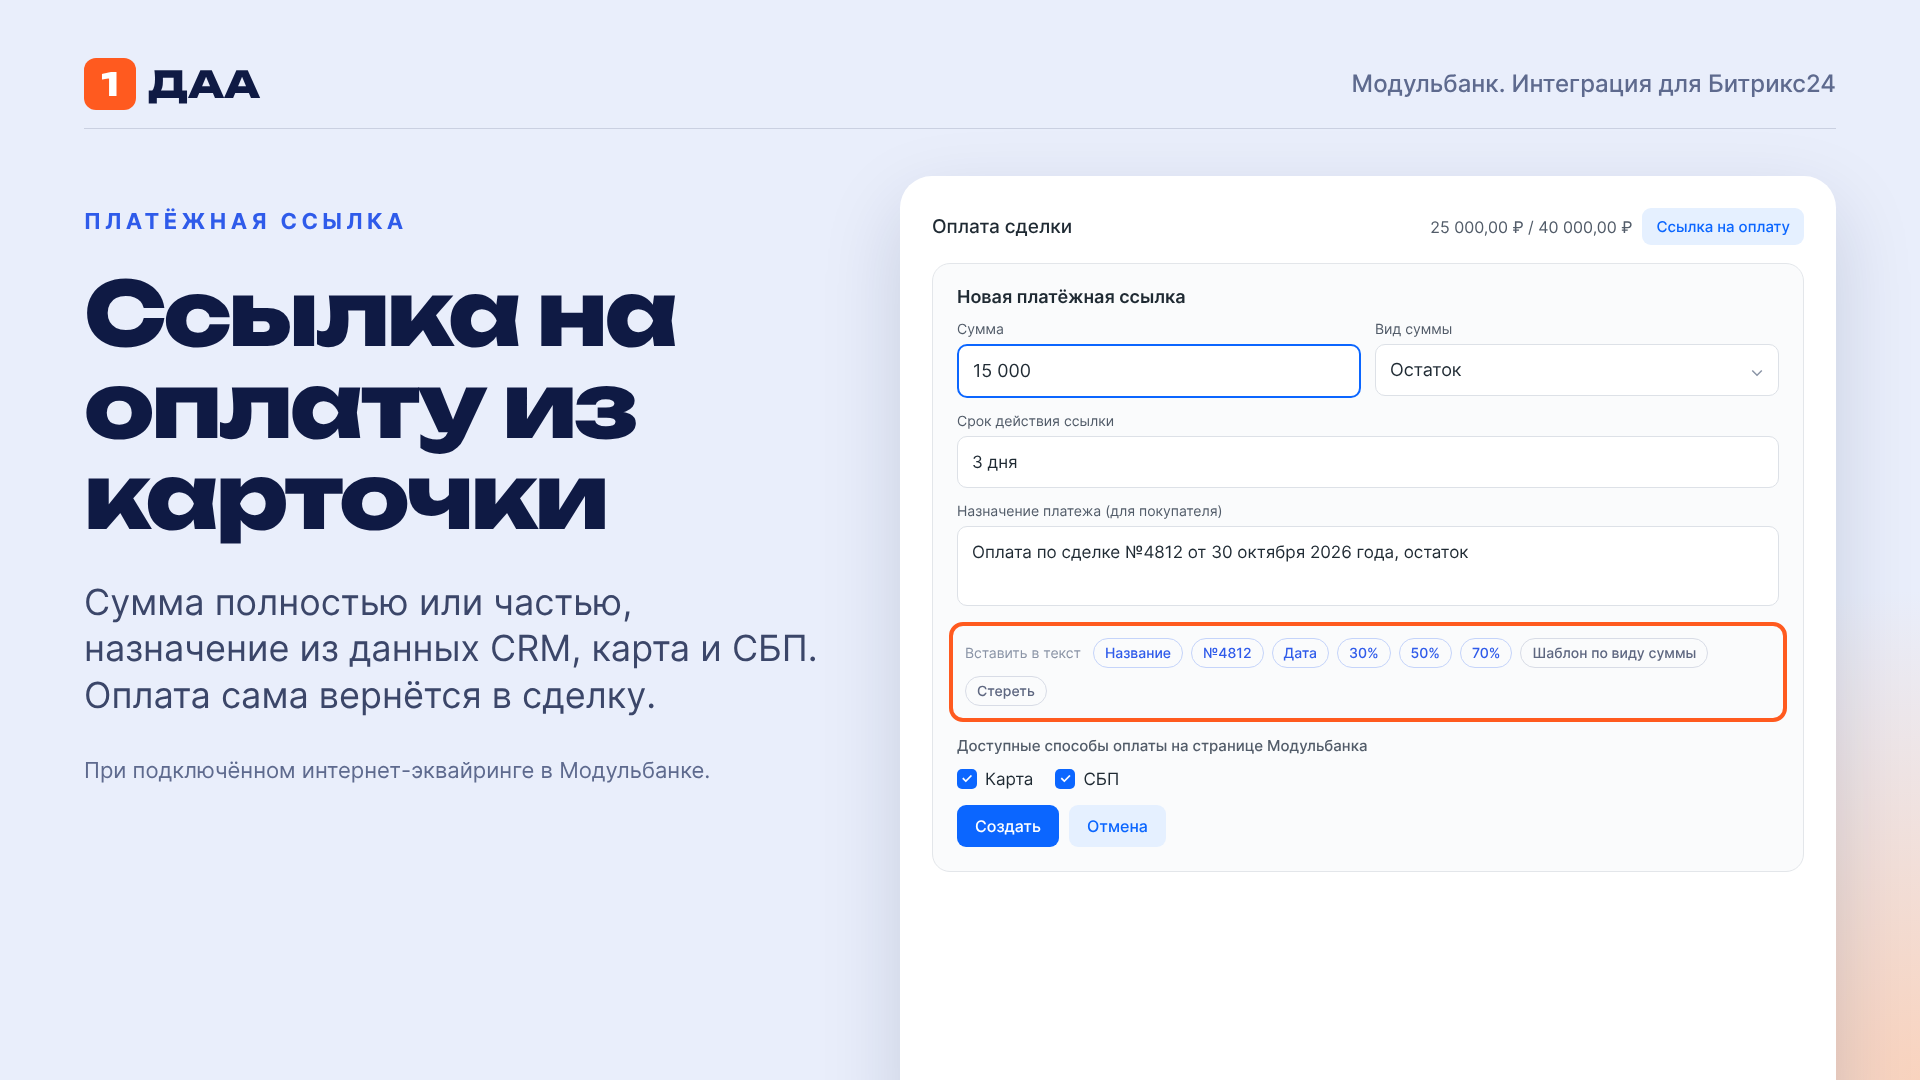 1 ДАА
Модульбанк. Интеграция для Битрикс24
ПЛАТЁЖНАЯ ССЫЛКА
Ссылка на
оплату из
карточки
Сумма полностью или частью,
назначение из данных CRM, карта и СБП.
Оплата сама вернётся в сделку.
При подключённом интернет-эквайринге в Модульбанке.
Оплата сделки
25 000,00 ₽ / 40 000,00 ₽
Ссылка на оплату
Новая платёжная ссылка
Сумма
Вид суммы
15 000
Остаток
Срок действия ссылки
3 дня
Назначение платежа (для покупателя)
Оплата по сделке №4812 от 30 октября 2026 года, остаток
Вставить в текст Название №4812 Дата 30% 50% 70% Шаблон по виду суммы
Стереть
Доступные способы оплаты на странице Модульбанка
Карта СБП
Создать Отмена